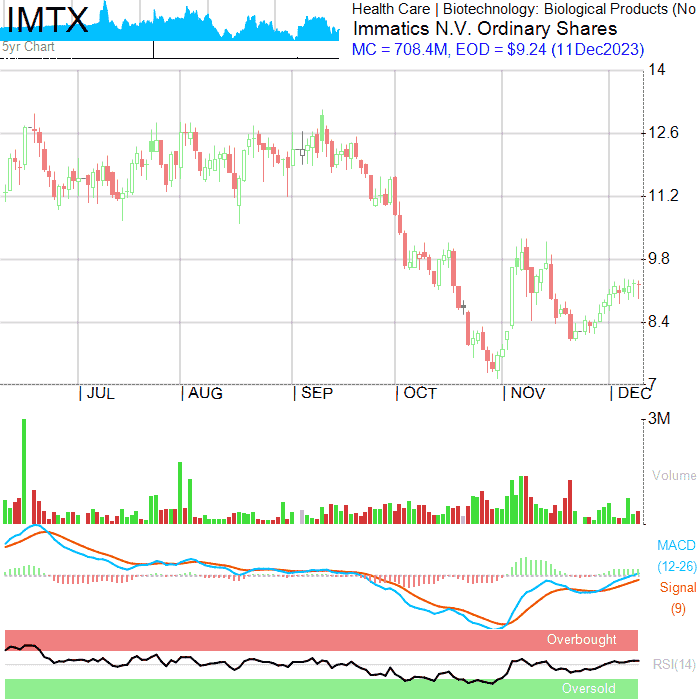 IMTX
5yr Chart
Health Care | Biotechnology: Biological Products (No
Immatics N.V. Ordinary Shares
MC = 708.4M, EOD = $9.24 (11Dec2023)
14
12.6
11.2
9.8
8.4
7
JUL AUG SEP OCT NOV DEC
3M
Volume
MACD
(12-26)
Signal
(9)
Overbought
RSI(14)
Oversold